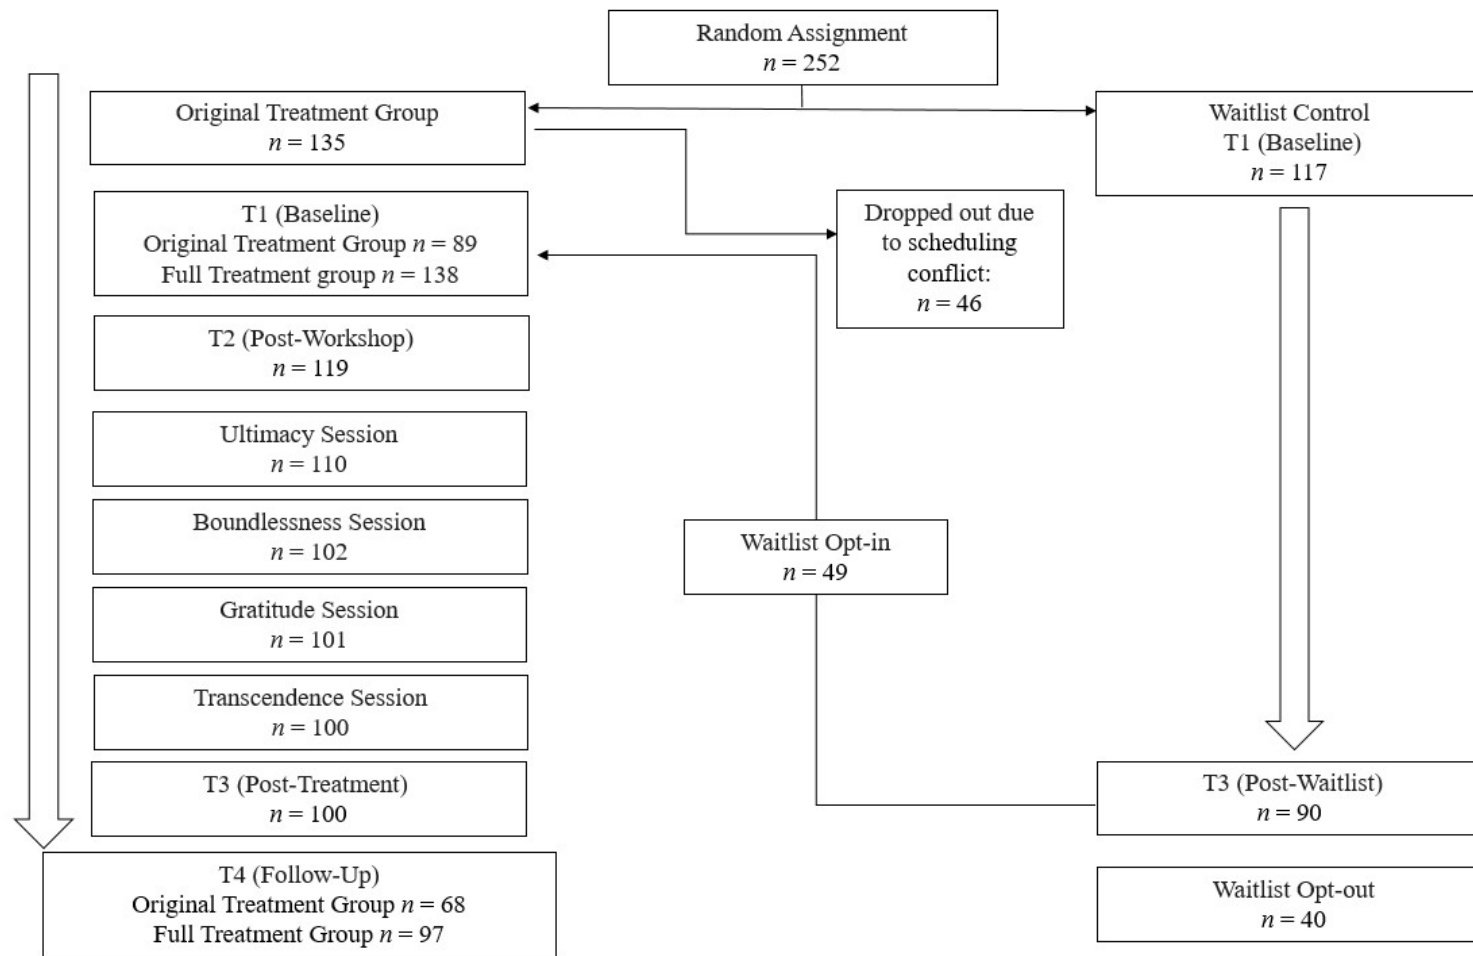 Random Assignment
n = 252
Original Treatment Group
n = 135
Waitlist Control
T1 (Baseline)
n = 117
T1 (Baseline)
Original Treatment Group n = 89
Full Treatment group n = 138
Dropped out due
to scheduling
conflict:
n = 46
T2 (Post-Workshop)
n = 119
Ultimacy Session
n = 110
Boundlessness Session
n = 102
Waitlist Opt-in
n = 49
Gratitude Session
n = 101
Transcendence Session
n = 100
T3 (Post-Treatment)
n = 100
T3 (Post-Waitlist)
n = 90
T4 (Follow-Up)
Original Treatment Group n = 68
Full Treatment Group n = 97
Waitlist Opt-out
n = 40